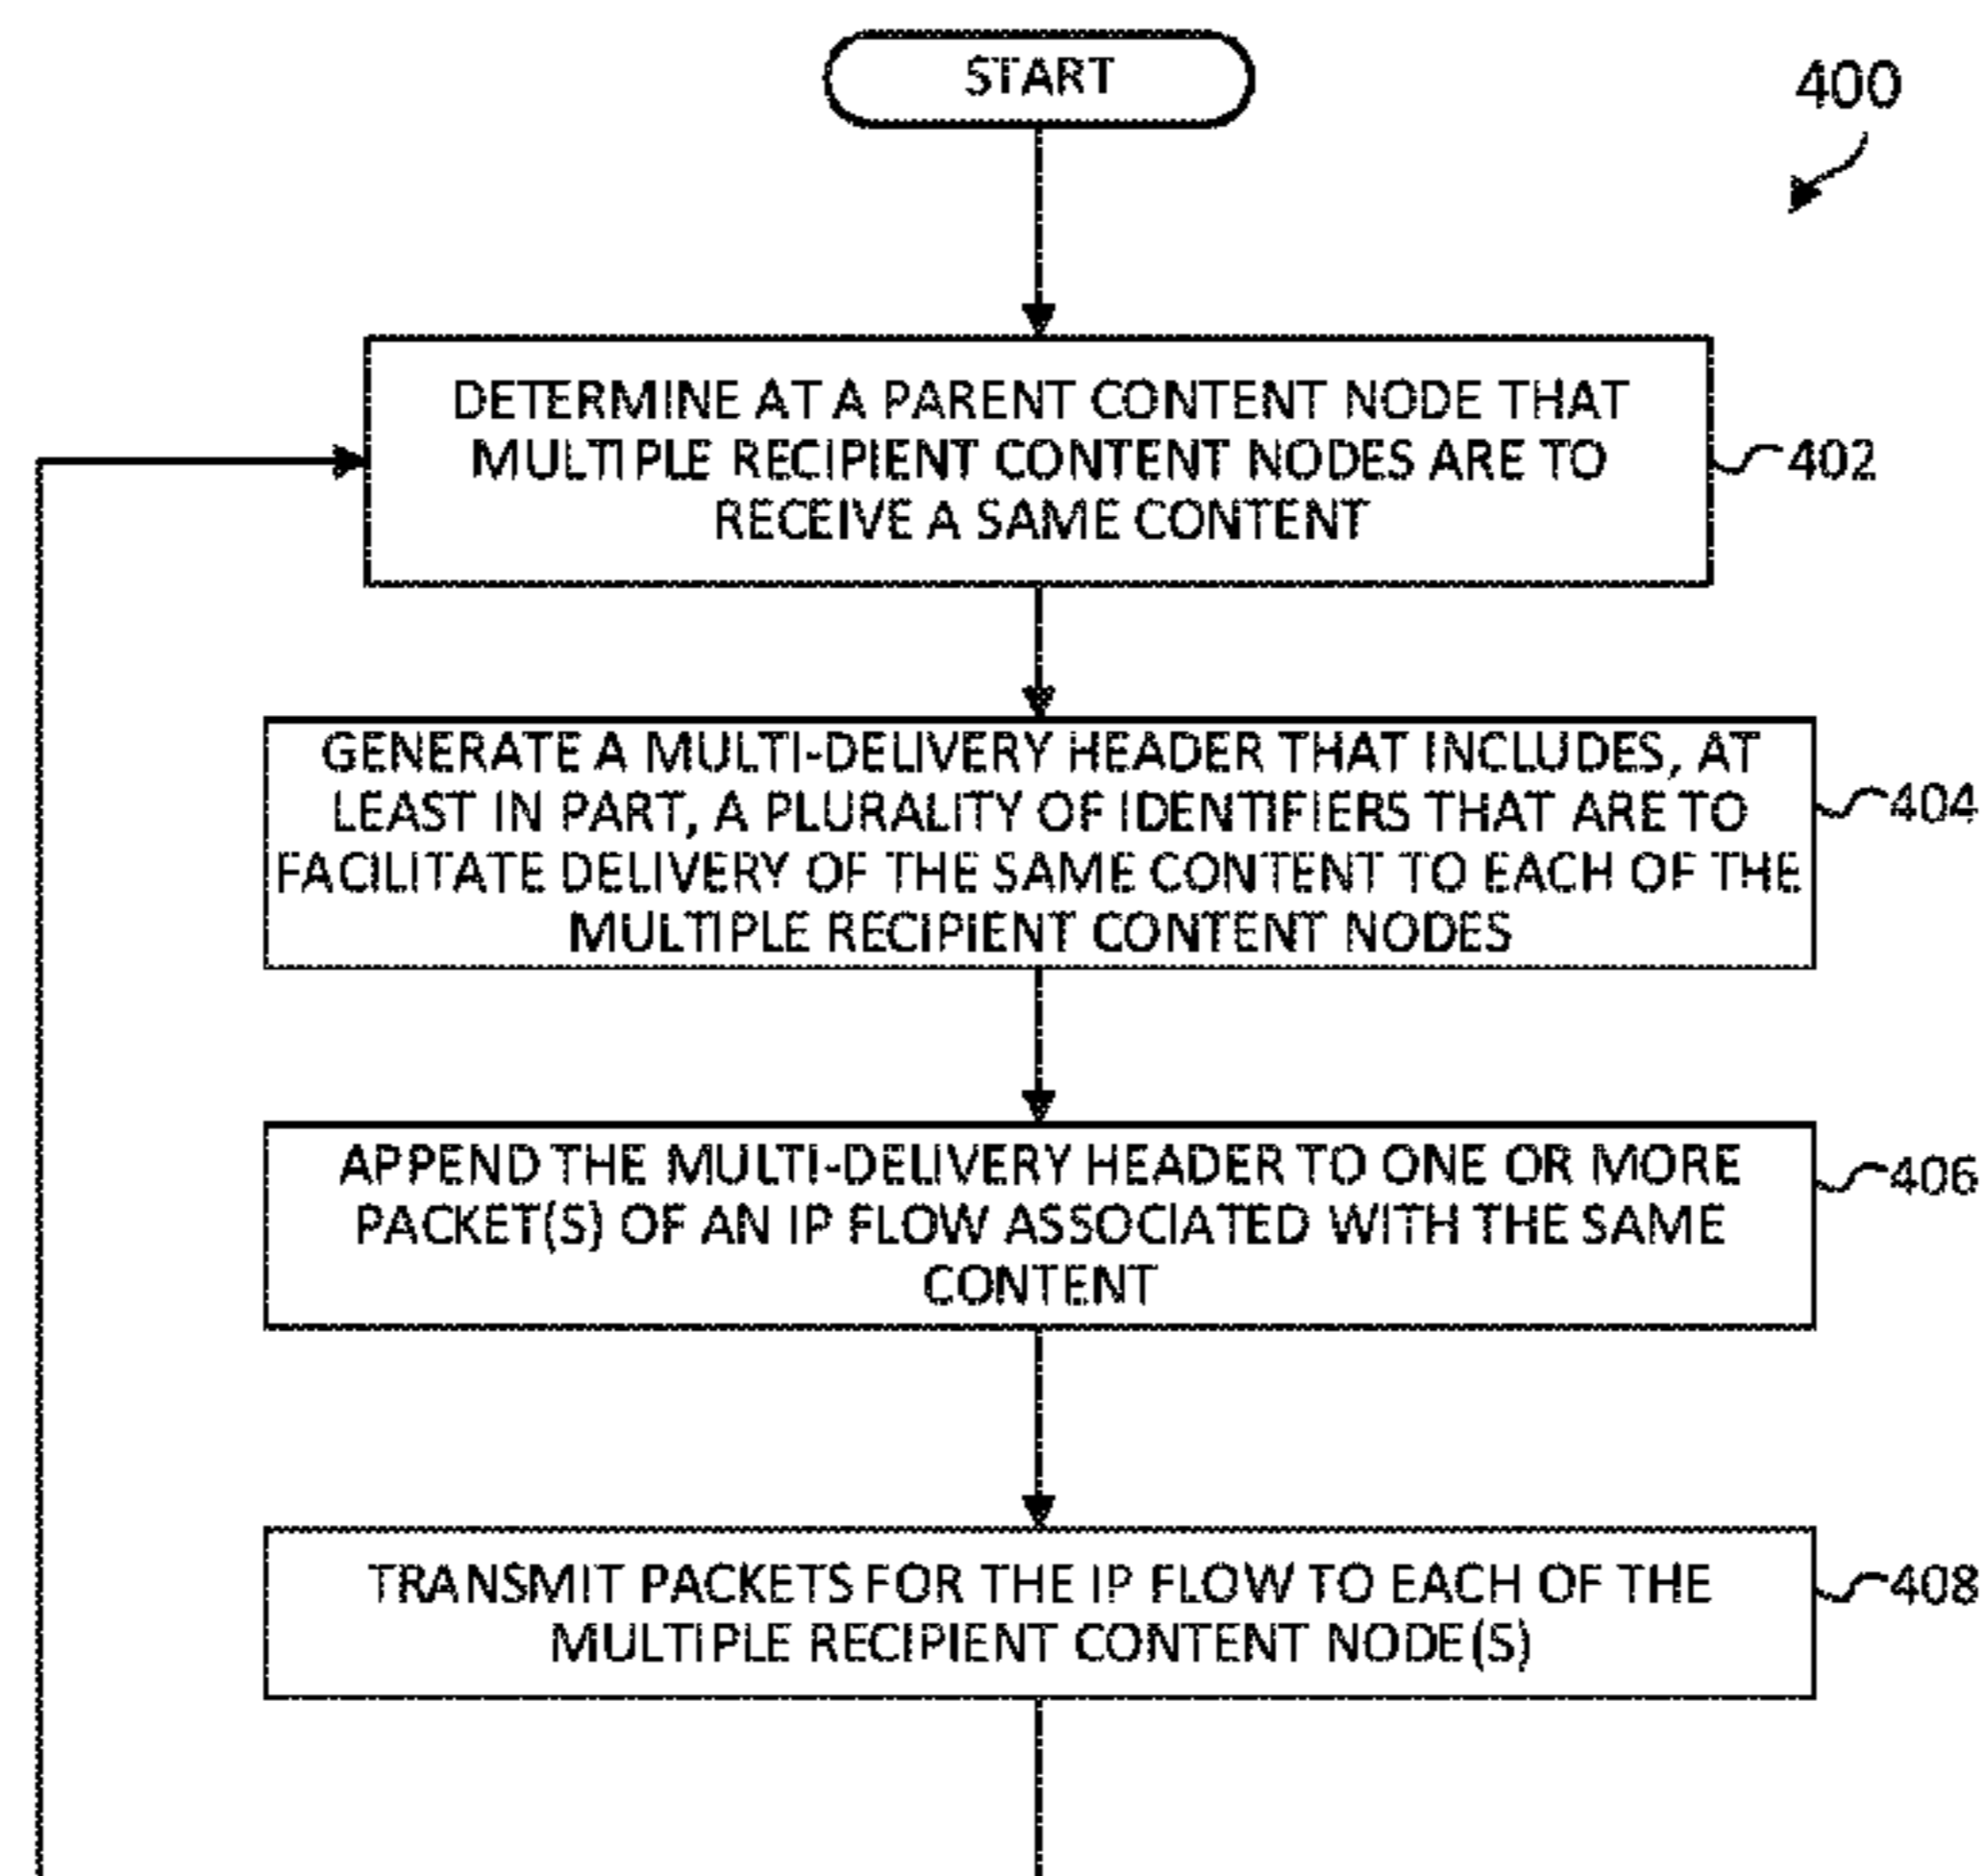 START
400
DETERMINE AT A PARENT CONTENT NODE THAT
MULTIPLE RECIPIENT CONTENT NODES ARE TO
RECEIVE A SAME CONTENT
402
GENERATE A MULTI-DELIVERY HEADER THAT INCLUDES, AT
LEAST IN PART, A PLURALITY OF IDENTIFIERS THAT ARE TO
FACILITATE DELIVERY OF THE SAME CONTENT TO EACH OF THE
MULTIPLE RECIPIENT CONTENT NODES
404
APPEND THE MULTI-DELIVERY HEADER TO ONE OR MORE
PACKET(S) OF AN IP FLOW ASSOCIATED WITH THE SAME
CONTENT
406
TRANSMIT PACKETS FOR THE IP FLOW TO EACH OF THE
MULTIPLE RECIPIENT CONTENT NODE(S)
408